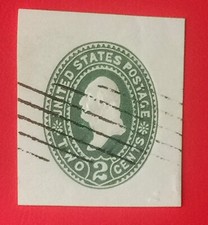 UNITED STATES POSTAGE
TWO 2 CENTS